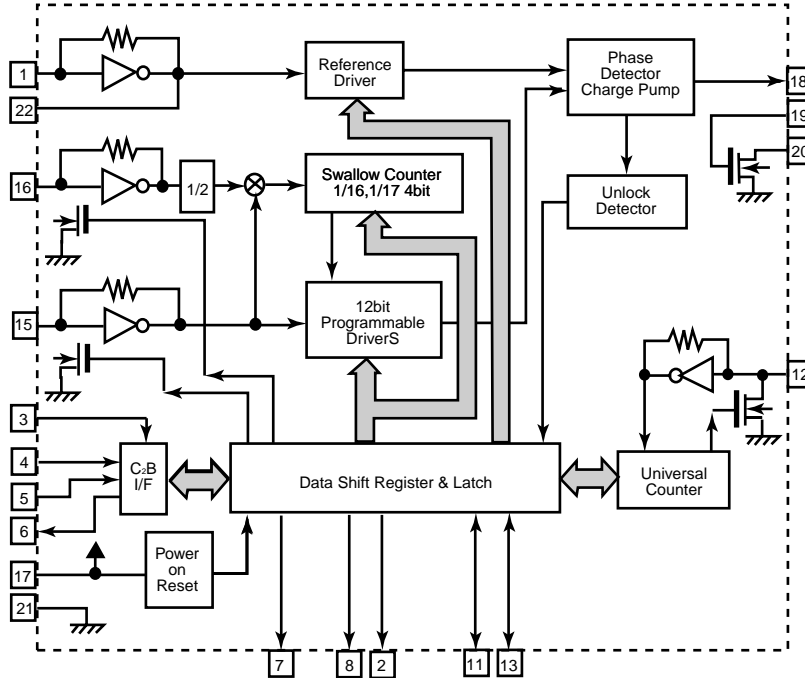 1
22
16
15
3
4
5
6
17
21
Reference
Driver
Phase
Detector
Charge Pump
18
19
20
1/2
Swallow Counter
1/16,1/17 4bit
Unlock
Detector
12bit
Programmable
DriverS
12
C2B
I/F
Data Shift Register & Latch
Universal
Counter
Power
on
Reset
7
8
2
11
13